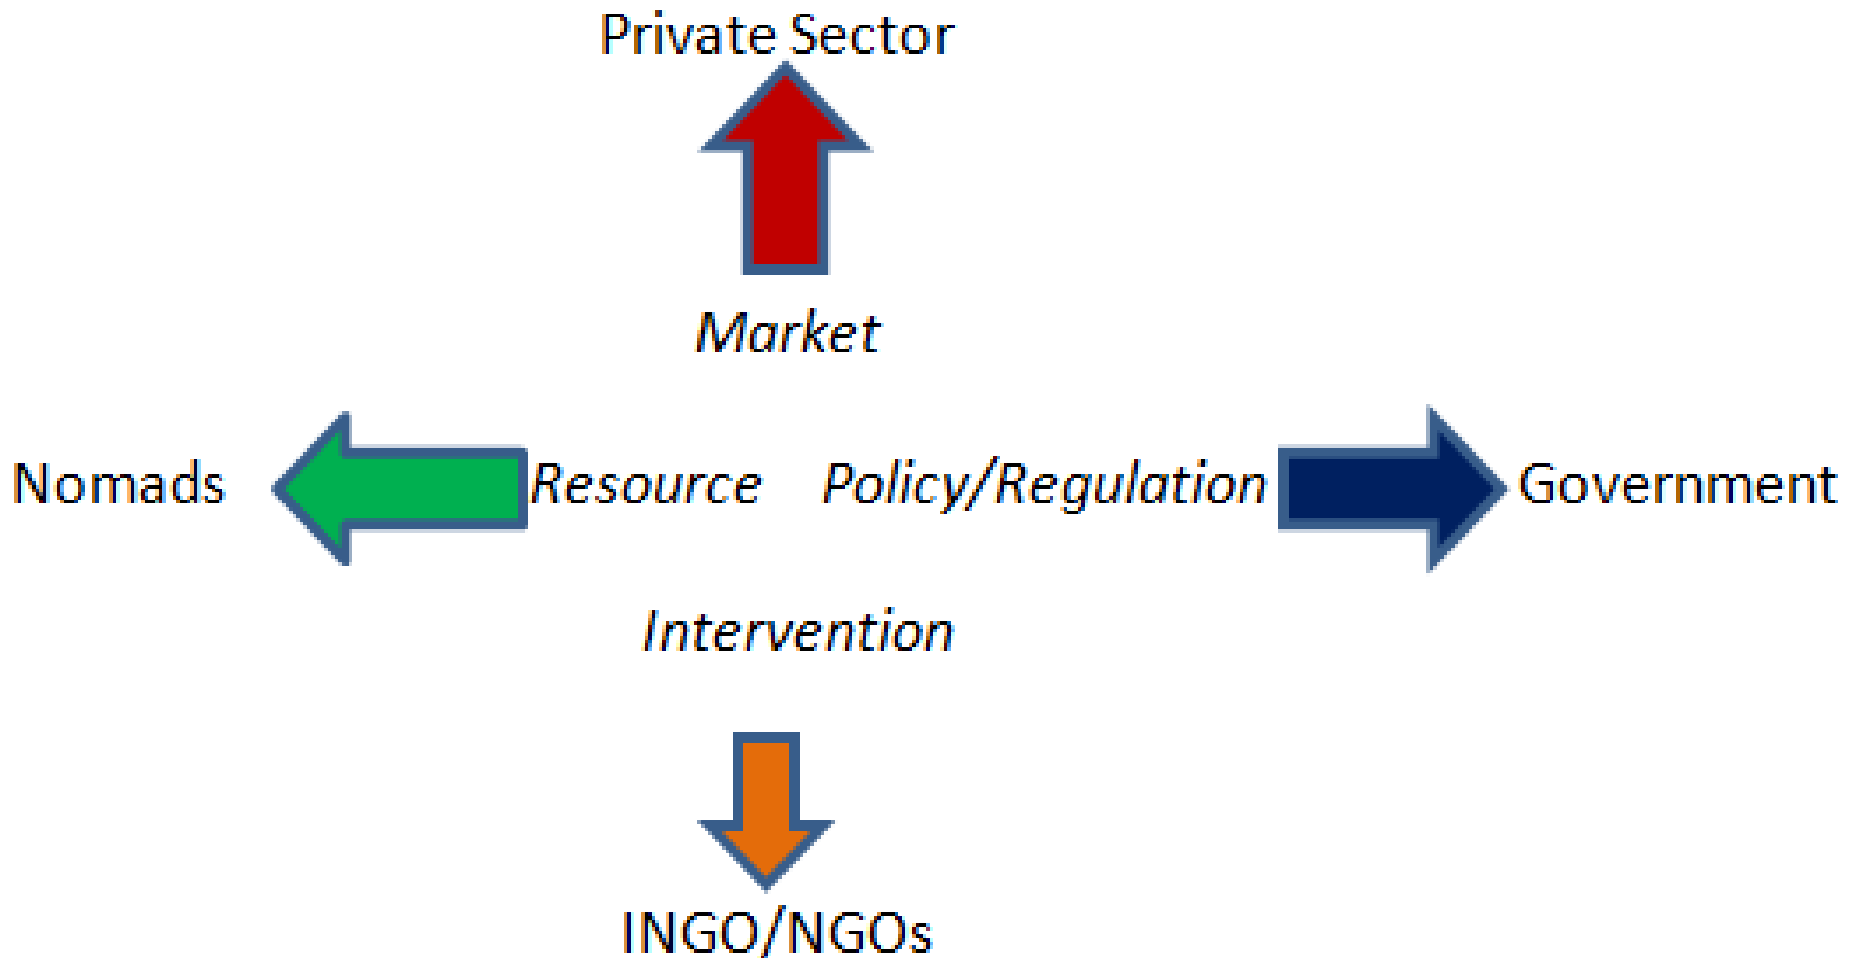 Private Sector
Market
Nomads
Resource
Policy/Regulation
Government
Intervention
INGO/NGOs